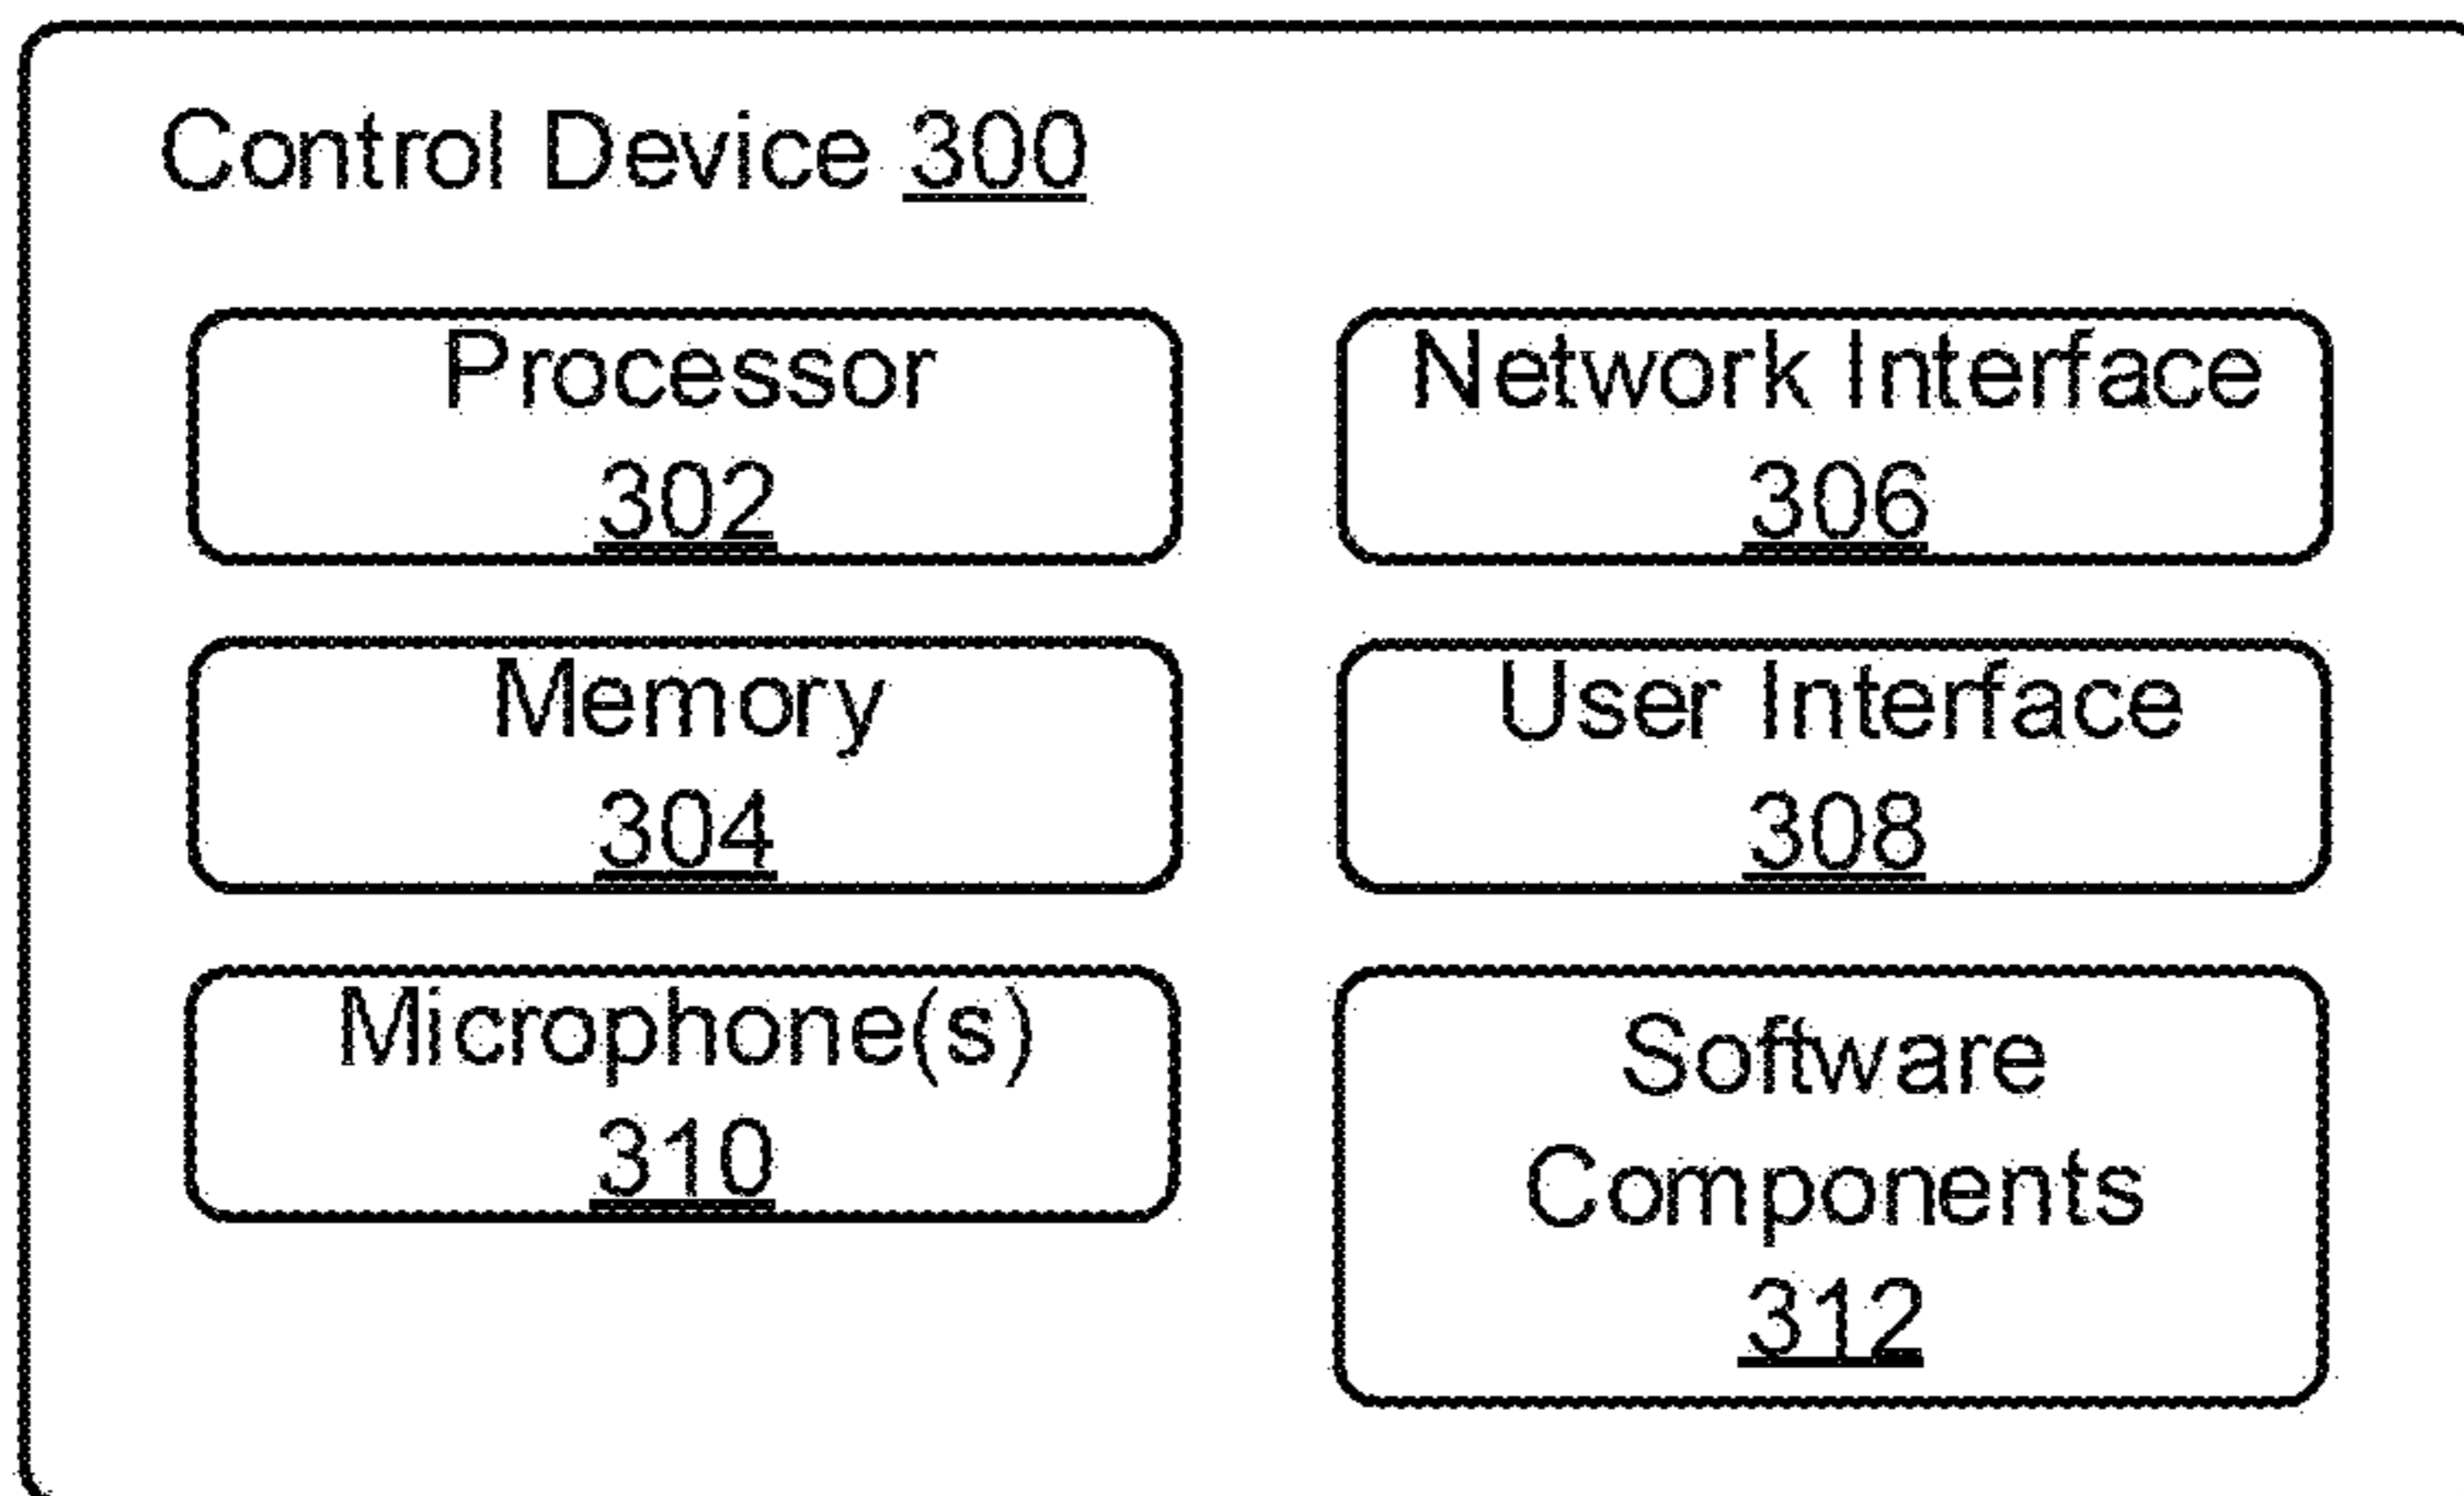 Control Device 300
Processor
302
Network Interface
306
Memory
304
User Interface
308
Microphone(s)
310
Software
Components
312